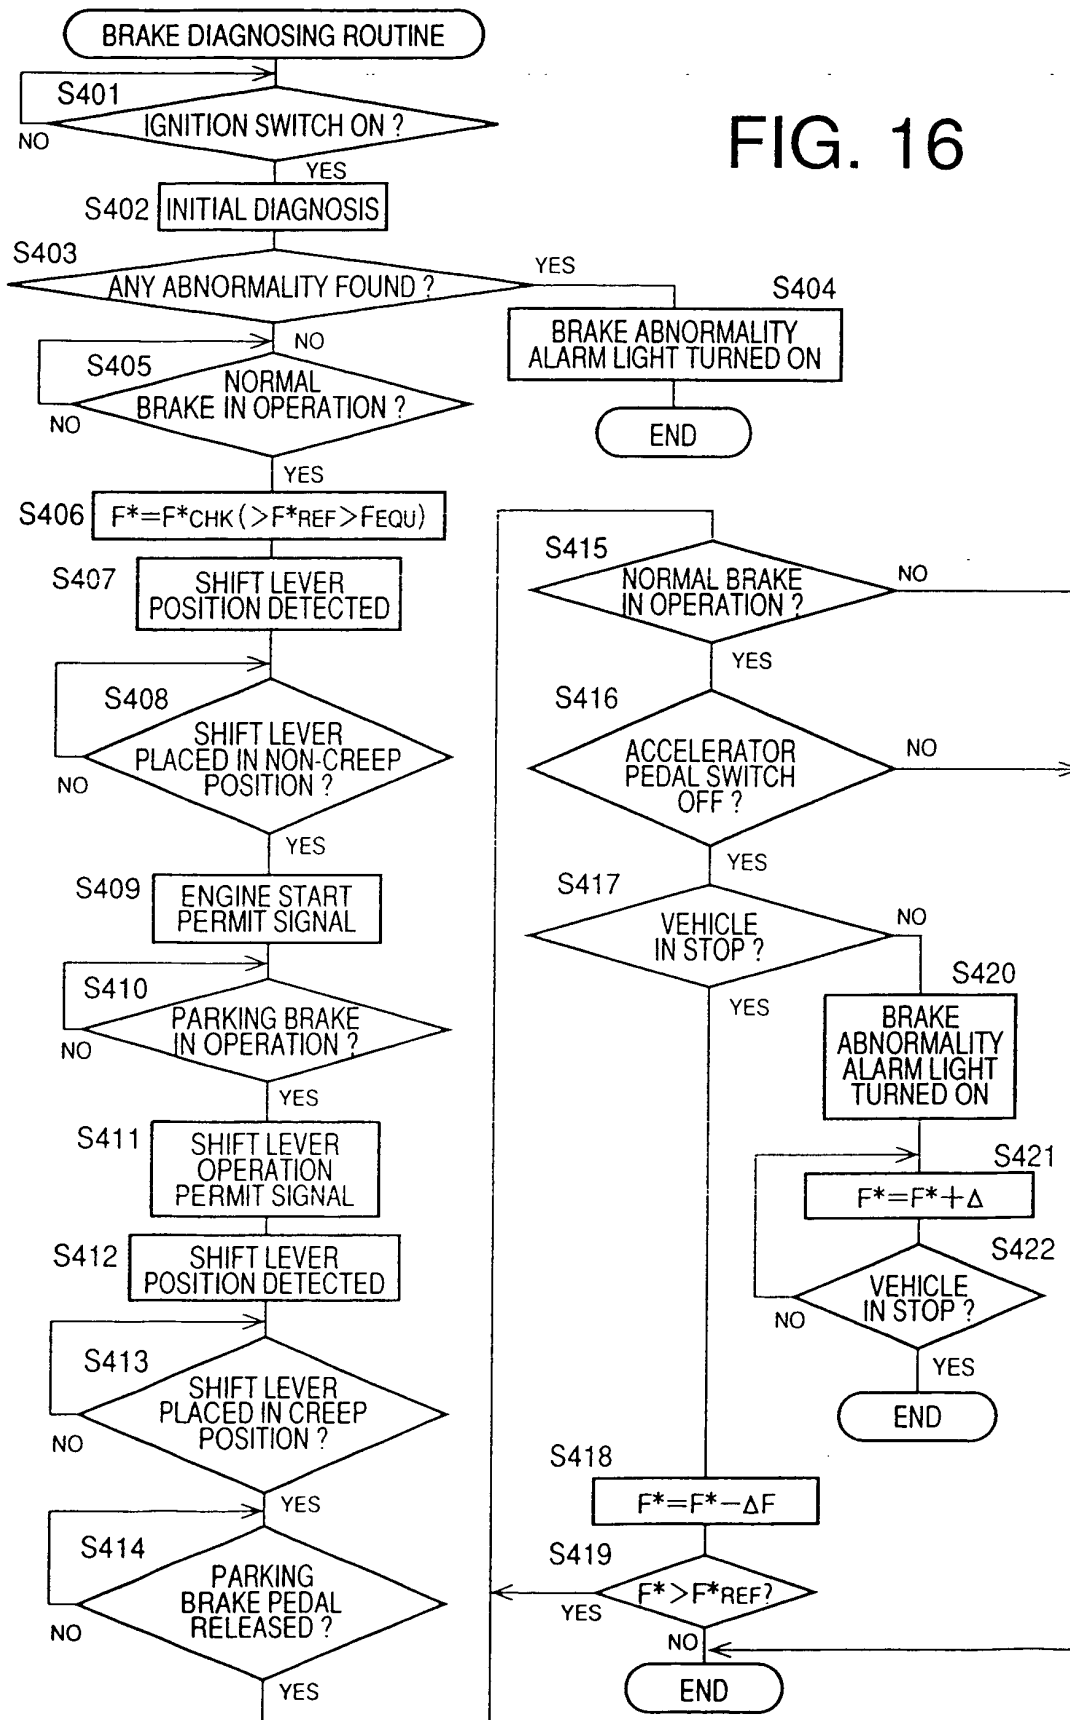 BRAKE DIAGNOSING ROUTINE
FIG. 16
S401
IGNITION SWITCH ON ?
NO
YES
S402
INITIAL DIAGNOSIS
S403
ANY ABNORMALITY FOUND ?
YES
S404
BRAKE ABNORMALITY
ALARM LIGHT TURNED ON
END
NO
S405
NORMAL
BRAKE IN OPERATION ?
NO
YES
S406
F*=F*CHK(>F*REF>FEQU)
S407
SHIFT LEVER
POSITION DETECTED
S408
SHIFT LEVER
PLACED IN NON-CREEP
POSITION ?
NO
YES
S409
ENGINE START
PERMIT SIGNAL
S410
PARKING BRAKE
IN OPERATION ?
NO
YES
S411
SHIFT LEVER
OPERATION
PERMIT SIGNAL
S412
SHIFT LEVER
POSITION DETECTED
S413
SHIFT LEVER
PLACED IN CREEP
POSITION ?
NO
YES
S414
PARKING
BRAKE PEDAL
RELEASED ?
NO
YES
S415
NORMAL BRAKE
IN OPERATION ?
NO
YES
S416
ACCELERATOR
PEDAL SWITCH
OFF ?
NO
YES
S417
VEHICLE
IN STOP ?
NO
YES
S420
BRAKE
ABNORMALITY
ALARM LIGHT
TURNED ON
S421
F*=F*+Δ
S422
VEHICLE
IN STOP ?
NO
YES
END
S418
F*=F*-ΔF
S419
F*>F*REF?
YES
NO
END